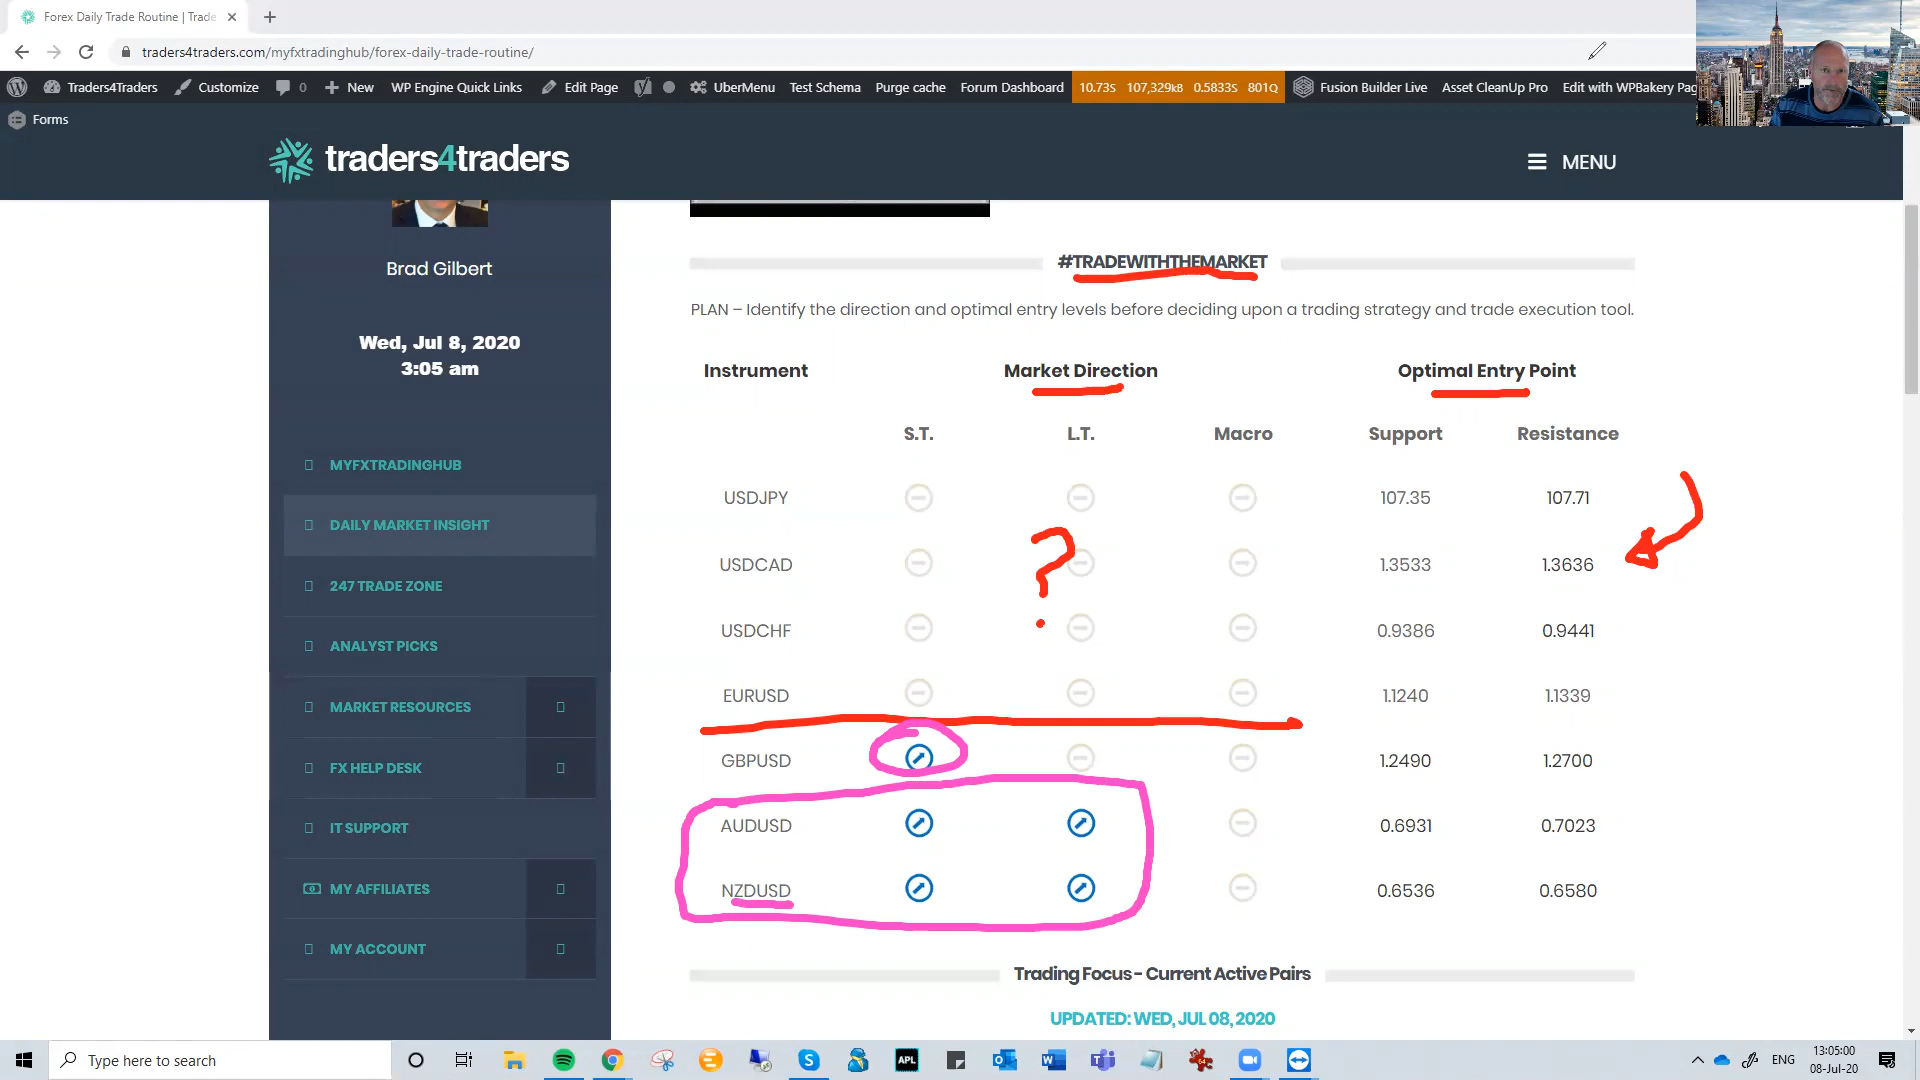 Forex Daily Trade Routine | Trade
traders4traders.com/myfxtradinghub/forex-daily-trade-routine/
Traders4Traders Customize 0 New WP Engine Quick Links Edit Page UberMenu Test Schema Purge cache Forum Dashboard 10.73S 107,329KB 0.5833S 801Q Fusion Builder Live Asset CleanUp Pro Edit with WPBakery Pag
Forms
traders4traders
MENU
Brad Gilbert
Wed, Jul 8, 2020
3:05 am
MYFXTRADINGHUB
DAILY MARKET INSIGHT
247 TRADE ZONE
ANALYST PICKS
MARKET RESOURCES
FX HELP DESK
IT SUPPORT
MY AFFILIATES
MY ACCOUNT
#TRADEWITHTHEMARKET
PLAN – Identify the direction and optimal entry levels before deciding upon a trading strategy and trade execution tool.
Instrument Market Direction Optimal Entry Point
S.T. L.T. Macro Support Resistance
USDJPY 107.35 107.71
?
USDCAD 1.3533 1.3636
USDCHF 0.9386 0.9441
EURUSD 1.1240 1.1339
GBPUSD 1.2490 1.2700
AUDUSD 0.6931 0.7023
NZDUSD 0.6536 0.6580
Trading Focus - Current Active Pairs
UPDATED: WED, JUL 08, 2020
Type here to search
APL
ENG
13:05:00
08-Jul-20